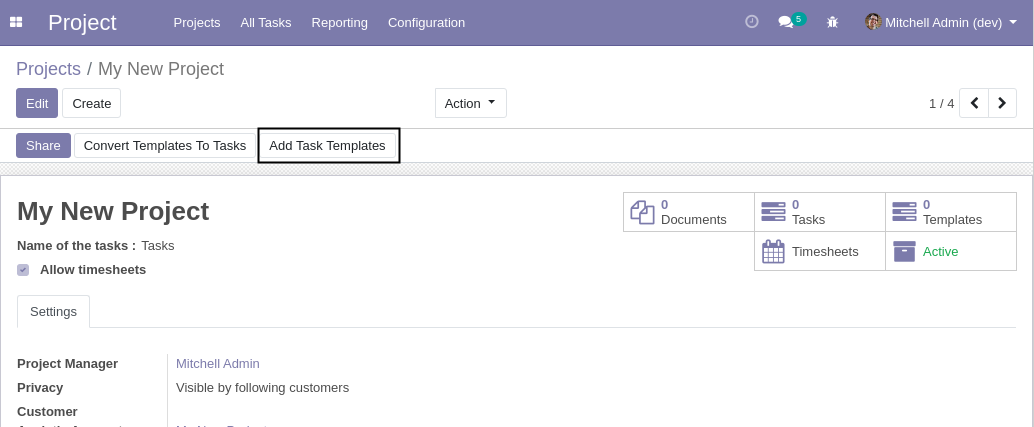 Project Projects All Tasks Reporting Configuration 5 Mitchell Admin (dev)
Projects / My New Project
Edit Create Action 1 / 4
Share Convert Templates To Tasks Add Task Templates
My New Project
0 Documents
0 Tasks
0 Templates
Name of the tasks : Tasks
Timesheets
Active
Allow timesheets
Settings
Project Manager Mitchell Admin
Privacy Visible by following customers
Customer